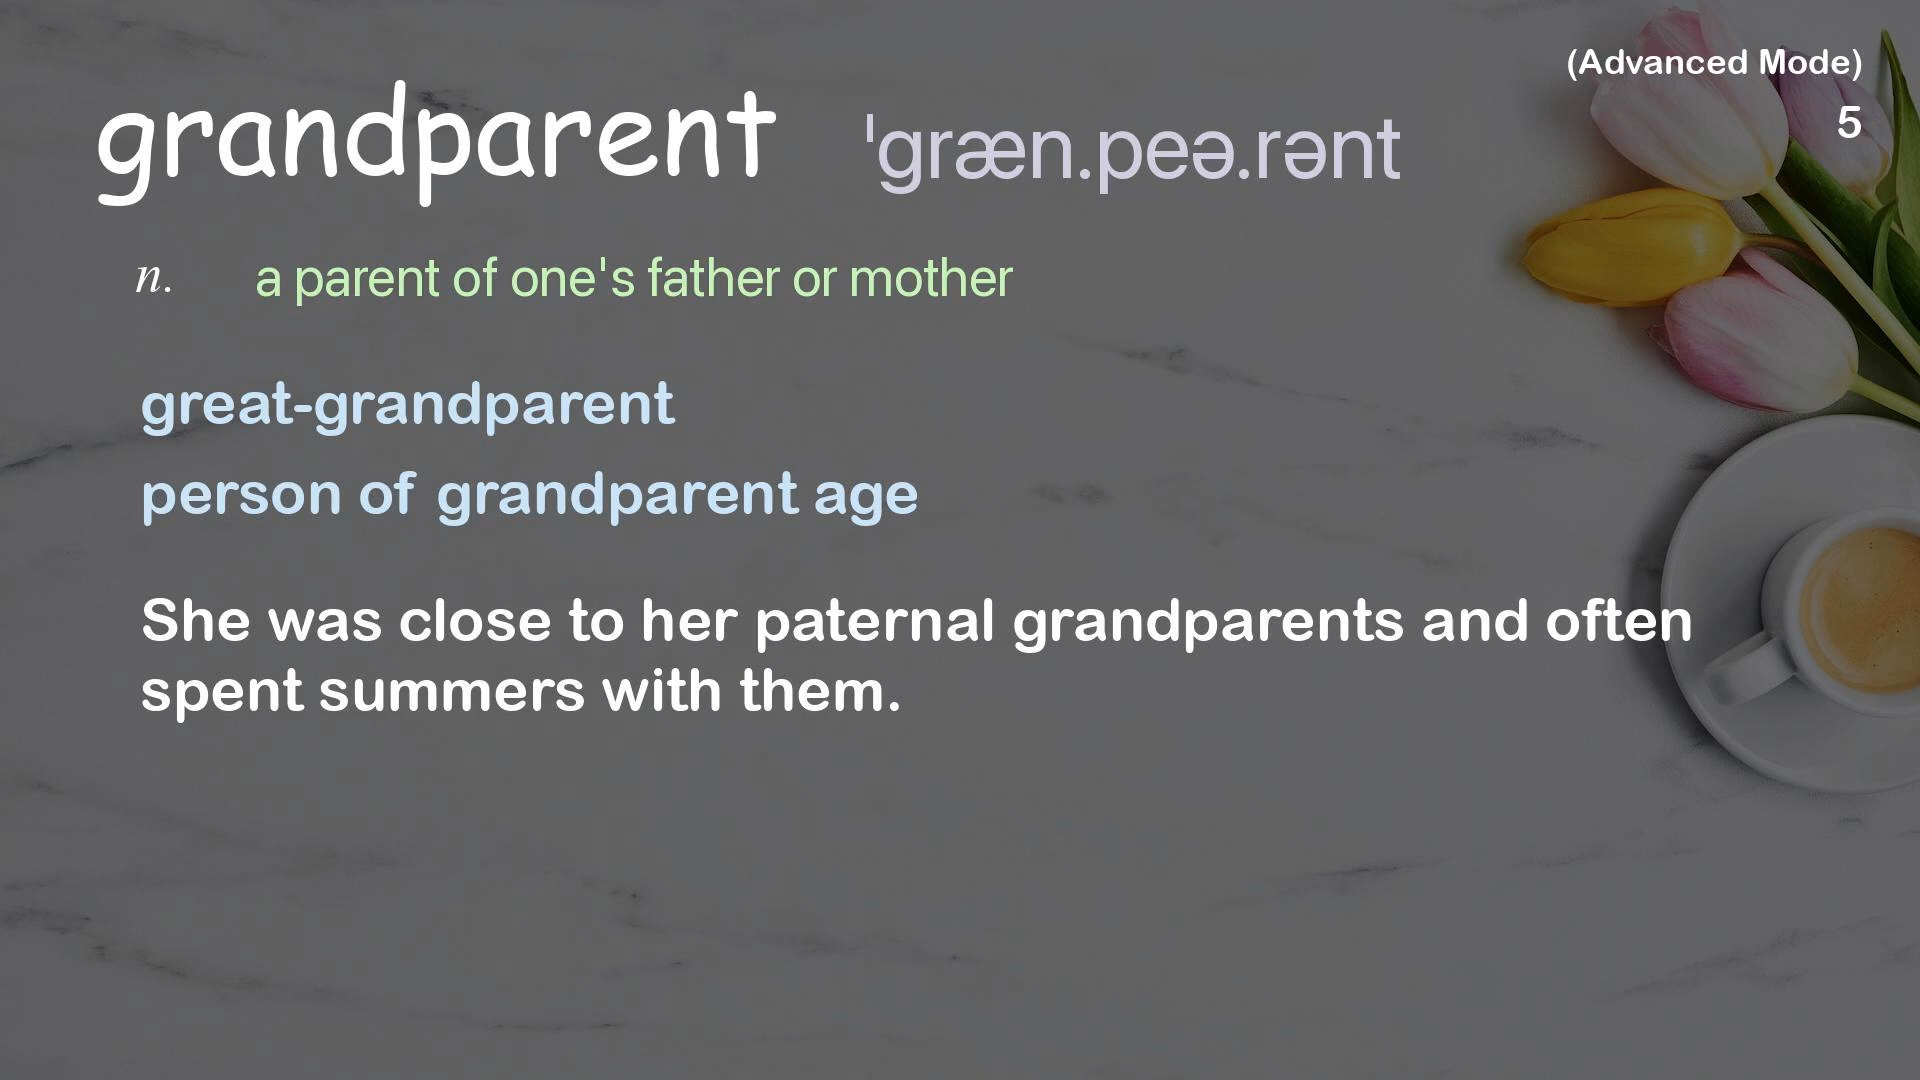 (Advanced Mode)
grandparent ˈɡræn.peə.rənt
5
n. a parent of one's father or mother
great-grandparent
person of grandparent age
She was close to her paternal grandparents and often
spent summers with them.